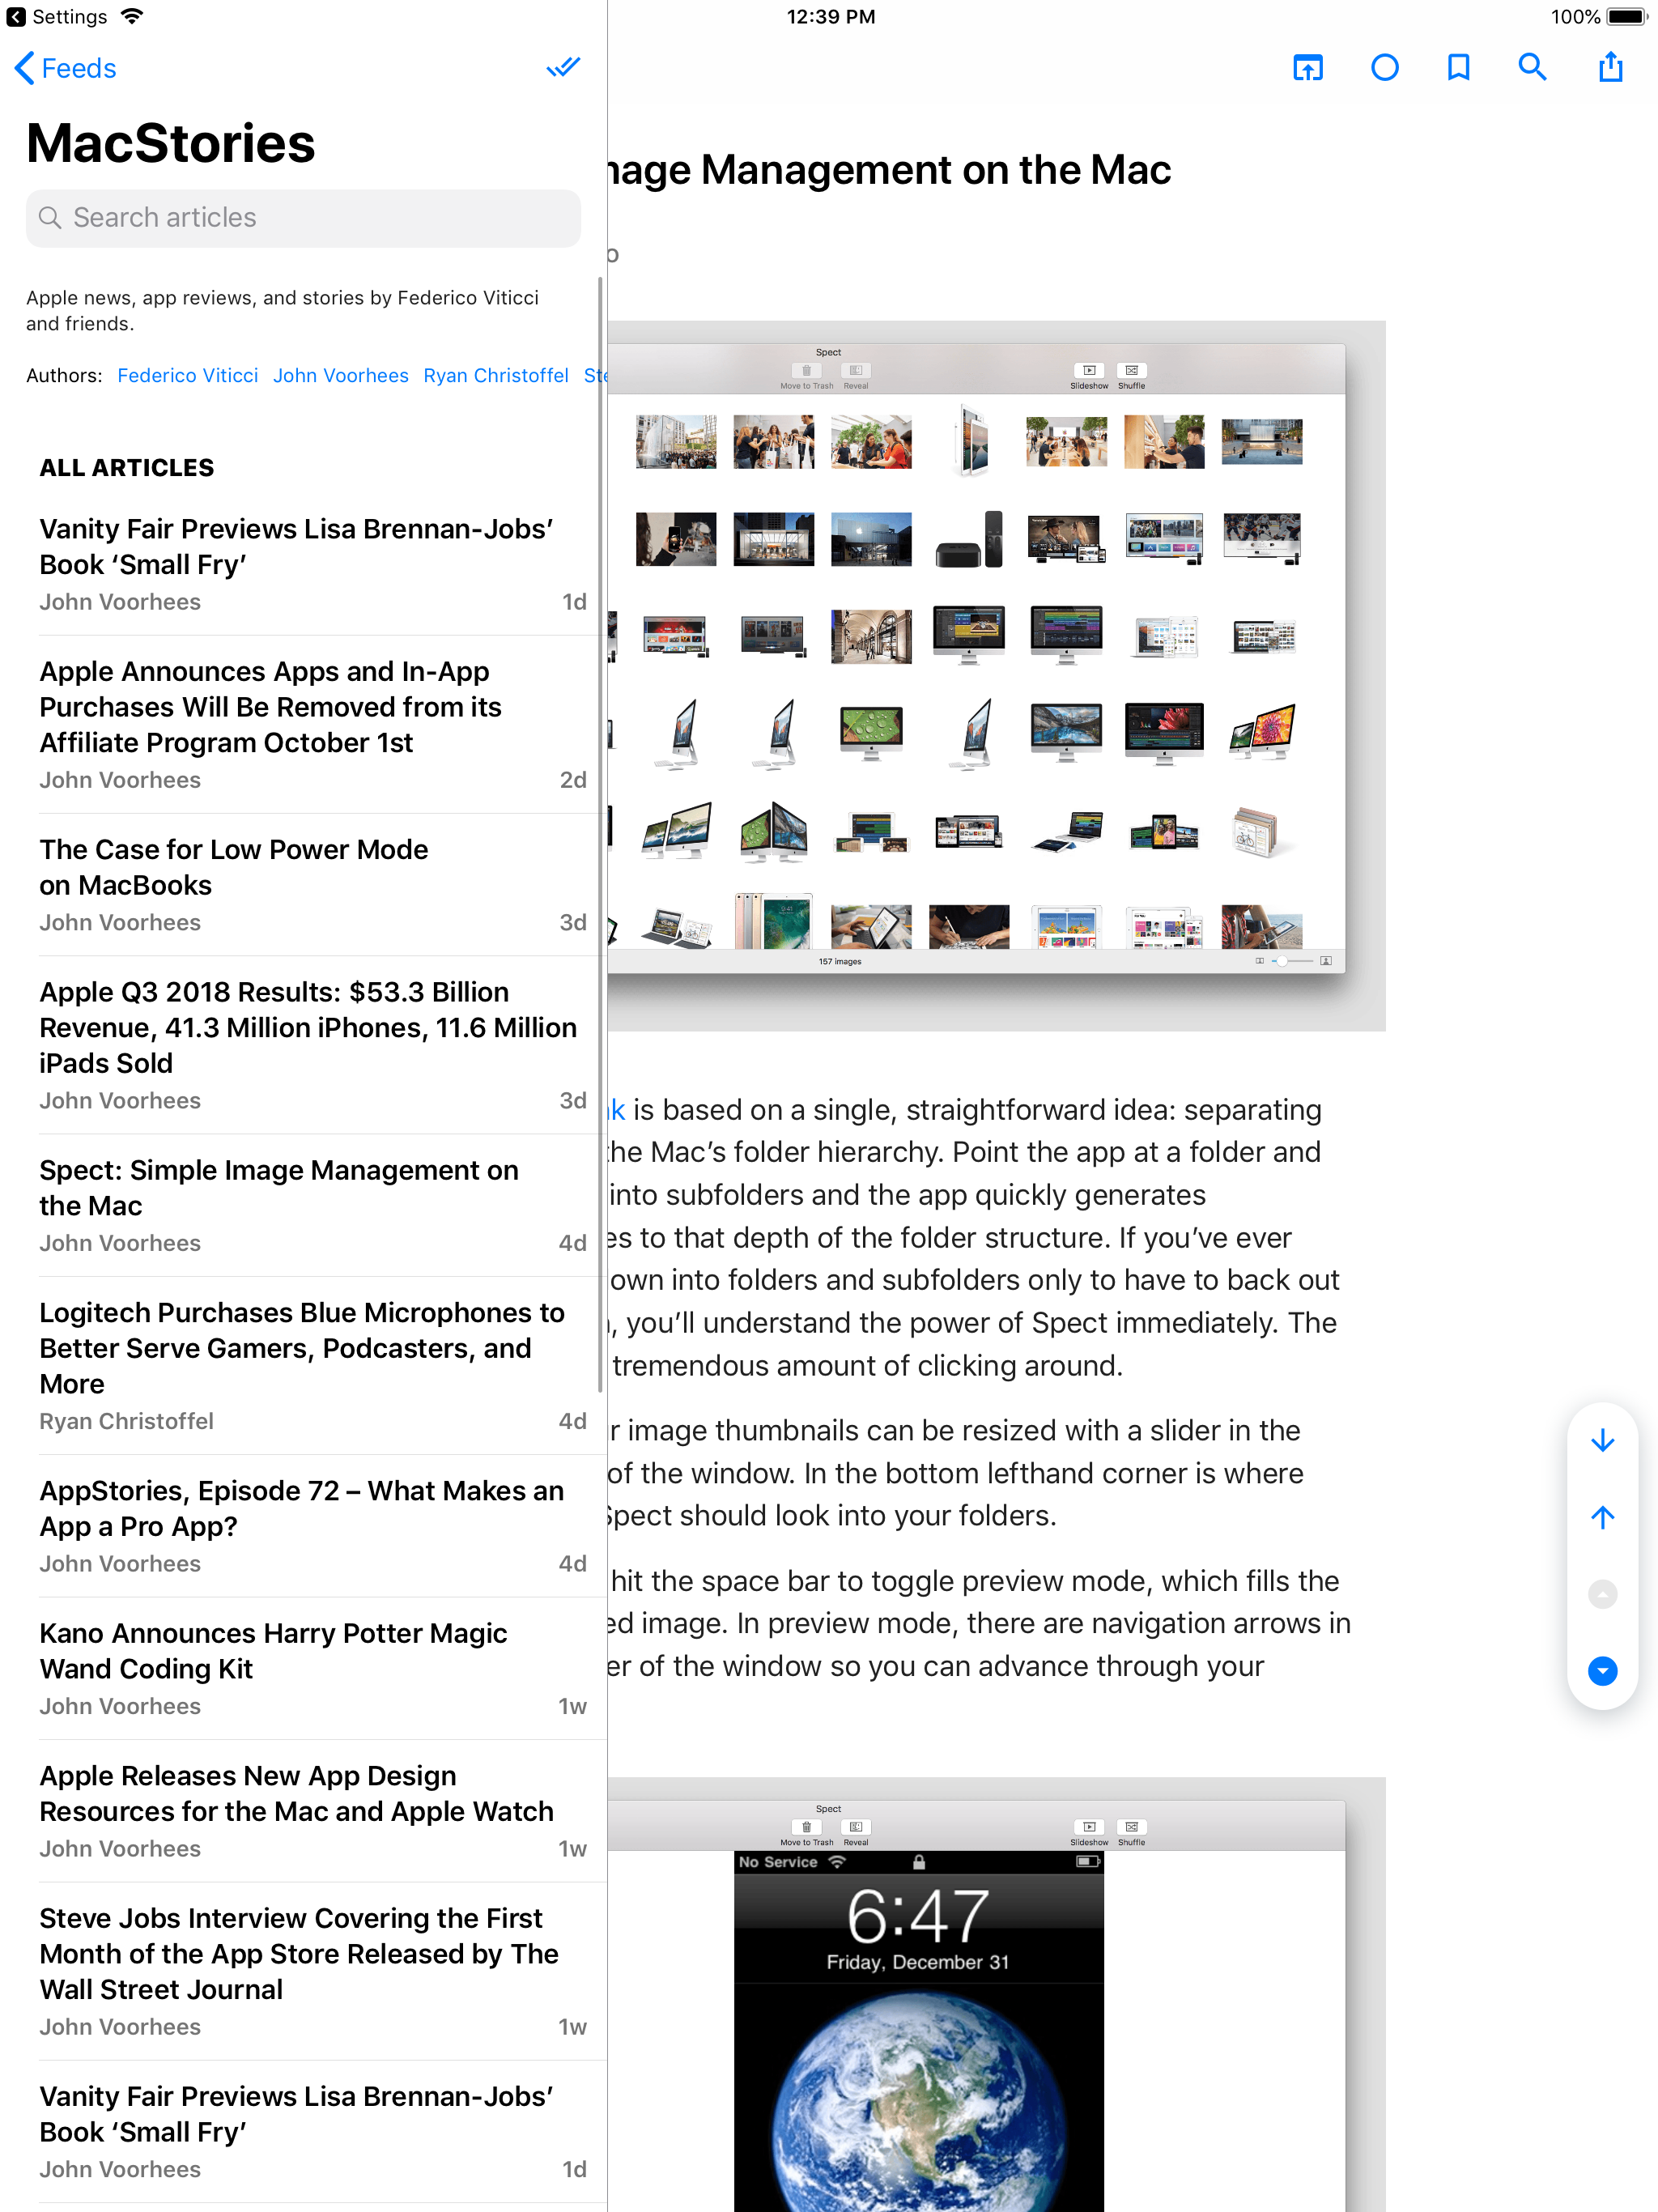 Settings
12:39 PM
100%
Feeds
MacStories
Search articles
Apple news, app reviews, and stories by Federico Viticci
and friends.
Authors: Federico Viticci John Voorhees Ryan Christoffel Ste
ALL ARTICLES
Vanity Fair Previews Lisa Brennan-Jobs’
Book ‘Small Fry’
John Voorhees 1d
Apple Announces Apps and In-App
Purchases Will Be Removed from its
Affiliate Program October 1st
John Voorhees 2d
The Case for Low Power Mode
on MacBooks
John Voorhees 3d
Apple Q3 2018 Results: $53.3 Billion
Revenue, 41.3 Million iPhones, 11.6 Million
iPads Sold
John Voorhees 3d
Spect: Simple Image Management on
the Mac
John Voorhees 4d
Logitech Purchases Blue Microphones to
Better Serve Gamers, Podcasters, and
More
Ryan Christoffel 4d
AppStories, Episode 72 – What Makes an
App a Pro App?
John Voorhees 4d
Kano Announces Harry Potter Magic
Wand Coding Kit
John Voorhees 1w
Apple Releases New App Design
Resources for the Mac and Apple Watch
John Voorhees 1w
Steve Jobs Interview Covering the First
Month of the App Store Released by The
Wall Street Journal
John Voorhees 1w
Vanity Fair Previews Lisa Brennan-Jobs’
Book ‘Small Fry’
John Voorhees 1d
nage Management on the Mac
o
Spect
Move to Trash Reveal Slideshow Shuffle
157 images
k is based on a single, straightforward idea: separating
the Mac’s folder hierarchy. Point the app at a folder and
into subfolders and the app quickly generates
es to that depth of the folder structure. If you’ve ever
own into folders and subfolders only to have to back out
, you’ll understand the power of Spect immediately. The
tremendous amount of clicking around.
r image thumbnails can be resized with a slider in the
of the window. In the bottom lefthand corner is where
Spect should look into your folders.
hit the space bar to toggle preview mode, which fills the
ed image. In preview mode, there are navigation arrows in
er of the window so you can advance through your
Spect
Move to Trash Reveal Slideshow Shuffle
No Service
6:47
Friday, December 31